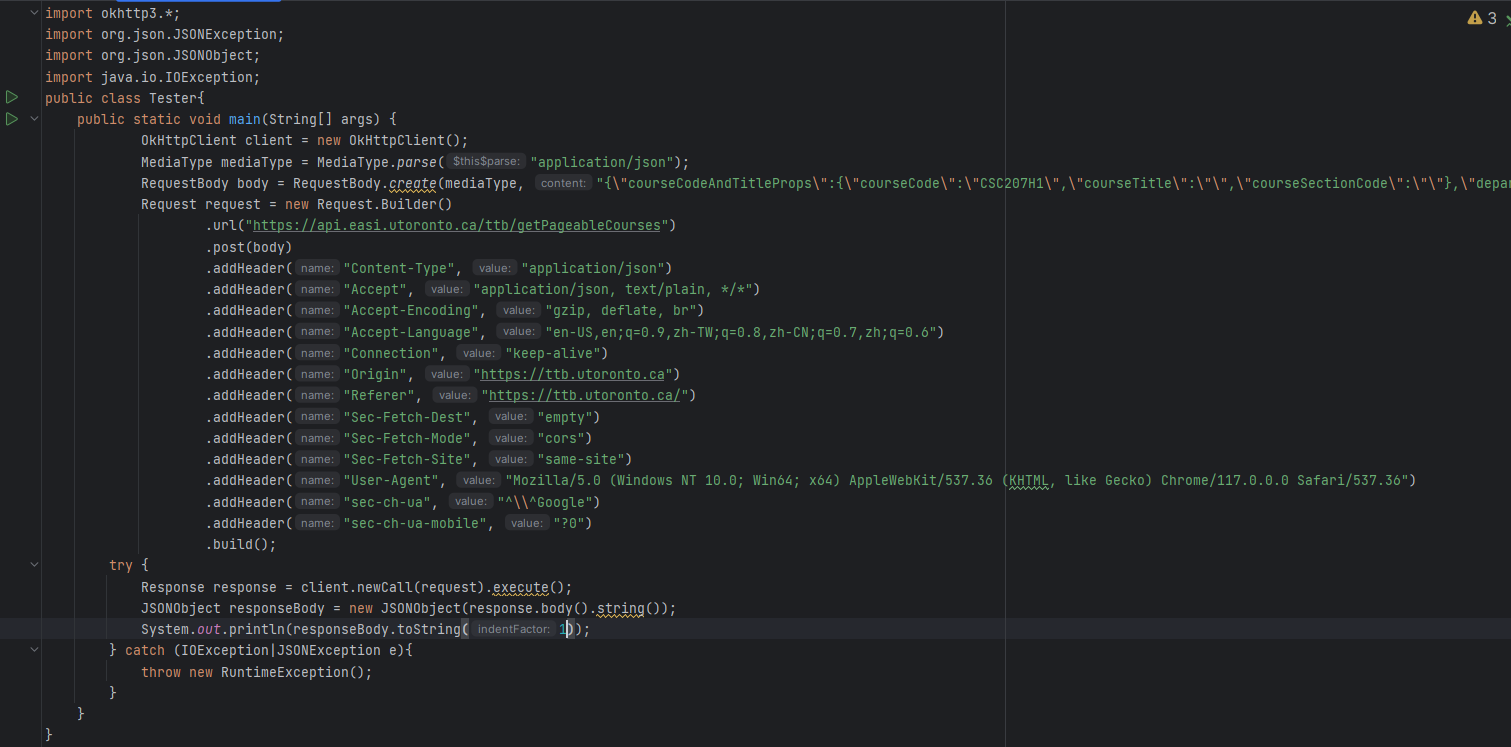 import okhttp3.*;
3
import org.json.JSONException;
import org.json.JSONObject;
import java.io.IOException;
public class Tester{
public static void main(String[] args) {
OkHttpClient client = new OkHttpClient();
MediaType mediaType = MediaType.parse( $this$parse: "application/json");
RequestBody body = RequestBody.create(mediaType, content: "{\"courseCodeAndTitleProps\":{\"courseCode\":\"CSC207H1\",\"courseTitle\":\"\",\"courseSectionCode\":\"\"},\"depar
Request request = new Request.Builder()
.url("https://api.easi.utoronto.ca/ttb/getPageableCourses")
.post(body)
.addHeader( name: "Content-Type", value: "application/json")
.addHeader( name: "Accept", value: "application/json, text/plain, */*")
.addHeader( name: "Accept-Encoding", value: "gzip, deflate, br")
.addHeader( name: "Accept-Language", value: "en-US,en;q=0.9,zh-TW;q=0.8,zh-CN;q=0.7,zh;q=0.6")
.addHeader( name: "Connection", value: "keep-alive")
.addHeader( name: "Origin", value: "https://ttb.utoronto.ca")
.addHeader( name: "Referer", value: "https://ttb.utoronto.ca/")
.addHeader( name: "Sec-Fetch-Dest", value: "empty")
.addHeader( name: "Sec-Fetch-Mode", value: "cors")
.addHeader( name: "Sec-Fetch-Site", value: "same-site")
.addHeader( name: "User-Agent", value: "Mozilla/5.0 (Windows NT 10.0; Win64; x64) AppleWebKit/537.36 (KHTML, like Gecko) Chrome/117.0.0.0 Safari/537.36")
.addHeader( name: "sec-ch-ua", value: "^\\^Google")
.addHeader( name: "sec-ch-ua-mobile", value: "?0")
.build();
try {
Response response = client.newCall(request).execute();
JSONObject responseBody = new JSONObject(response.body().string());
System.out.println(responseBody.toString( indentFactor: 1));
} catch (IOException|JSONException e){
throw new RuntimeException();
}
}
}